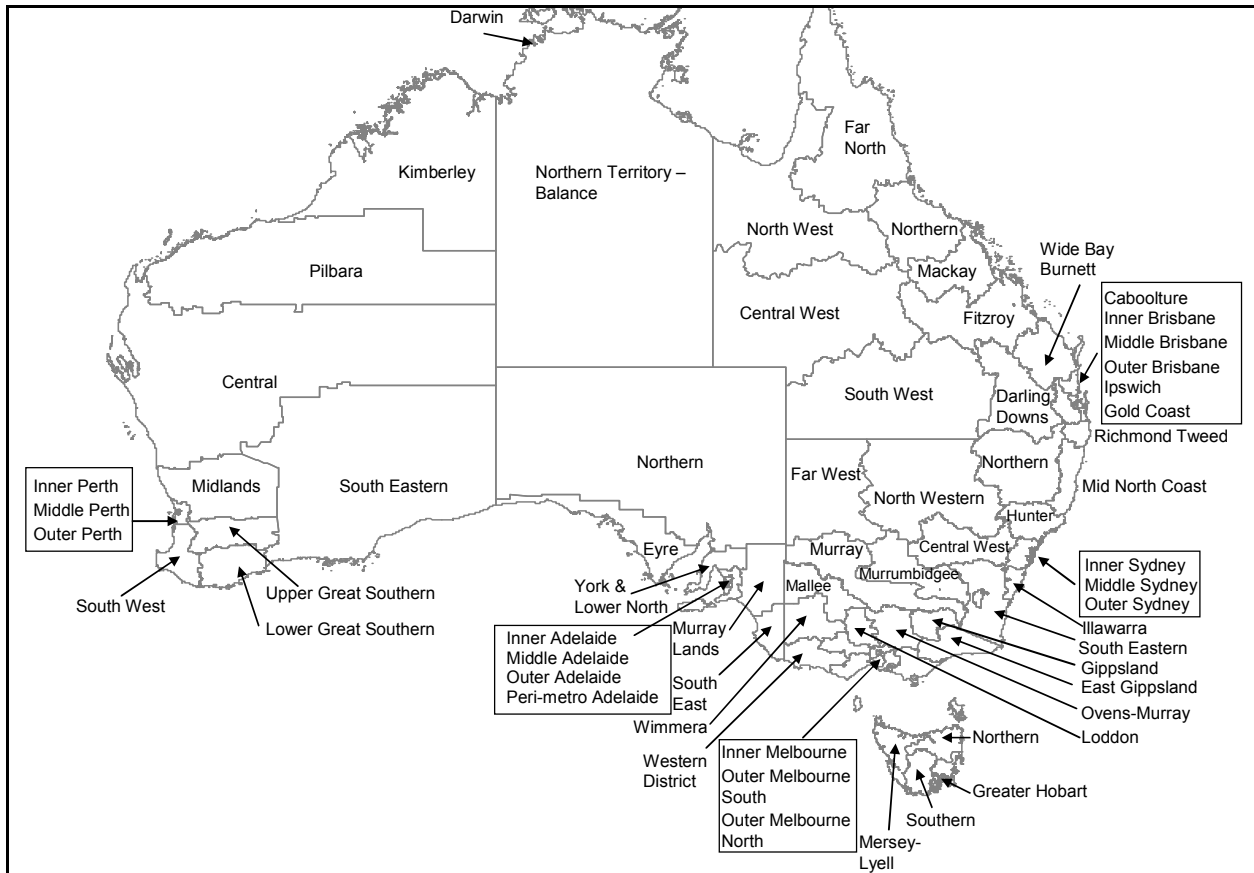 Darwin
Far
North
Kimberley
Northern Territory –
Balance
North West
Northern
Wide Bay
Burnett
Pilbara
Mackay
Caboolture
Inner Brisbane
Middle Brisbane
Outer Brisbane
Ipswich
Gold Coast
Central West
Fitzroy
Central
South West
Darling
Downs
Richmond Tweed
Northern
Far West
Northern
Inner Perth
Middle Perth
Outer Perth
Midlands
South Eastern
North Western
Mid North Coast
Hunter
Eyre
Murray
Central West
Murrumbidgee
Mallee
Inner Sydney
Middle Sydney
Outer Sydney
South West
Upper Great Southern
Lower Great Southern
York &
Lower North
Murray
Lands
Illawarra
South Eastern
Gippsland
East Gippsland
Ovens-Murray
Loddon
Inner Adelaide
Middle Adelaide
Outer Adelaide
Peri-metro Adelaide
South
East
Wimmera
Western
District
Inner Melbourne
Outer Melbourne
South
Outer Melbourne
North
Northern
Greater Hobart
Southern
Mersey-
Lyell